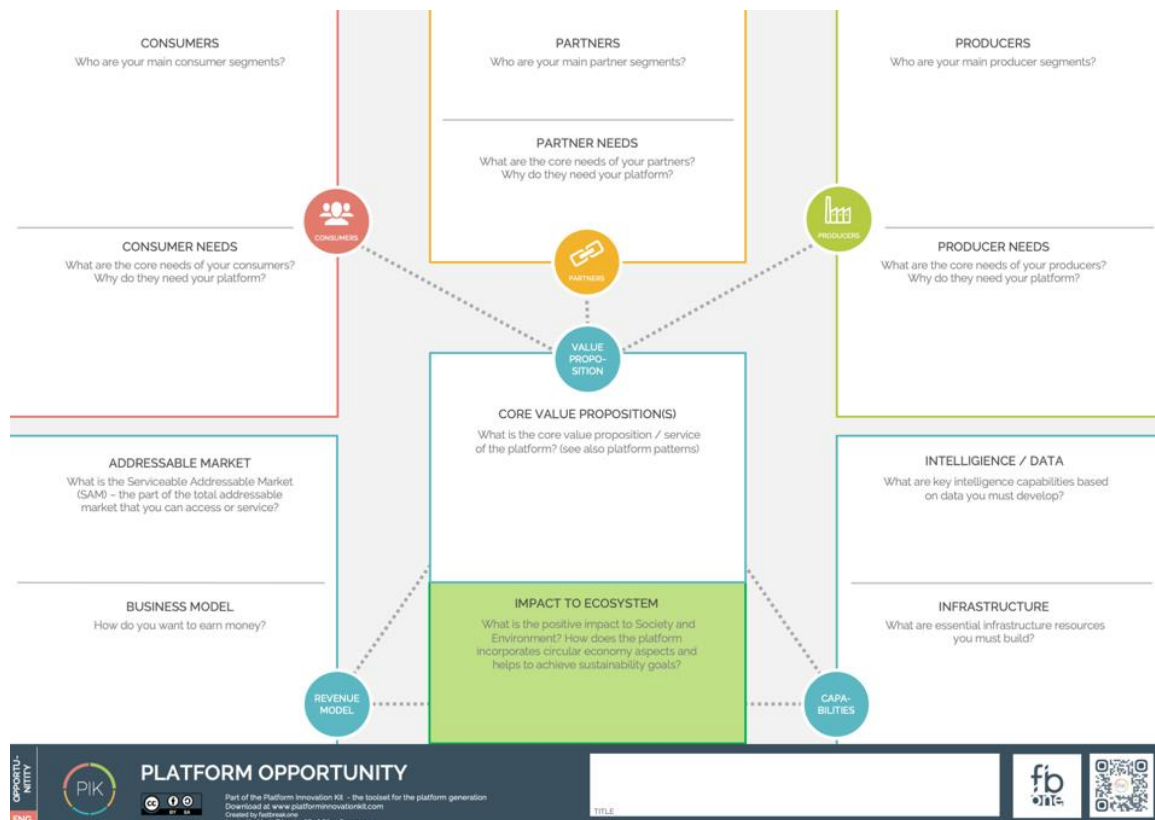 CONSUMERS
Who are your main consumer segments?
PARTNERS
Who are your main partner segments?
PRODUCERS
Who are your main producer segments?
PARTNER NEEDS
What are the core needs of your partners?
Why do they need your platform?
CONSUMERS
PARTNERS
PRODUCERS
CONSUMER NEEDS
What are the core needs of your consumers?
Why do they need your platform?
PRODUCER NEEDS
What are the core needs of your producers?
Why do they need your platform?
VALUE
PROPO-
SITION
CORE VALUE PROPOSITION(S)
What is the core value proposition / service
of the platform? (see also platform patterns)
ADDRESSABLE MARKET
What is the Serviceable Addressable Market
(SAM) – the part of the total addressable
market that you can access or service?
INTELLIGIENCE / DATA
What are key intelligence capabilities based
on data you must develop?
BUSINESS MODEL
How do you want to earn money?
IMPACT TO ECOSYSTEM
What is the positive impact to Society and
Environment? How does the platform
incorporates circular economy aspects and
helps to achieve sustainability goals?
INFRASTRUCTURE
What are essential infrastructure resources
you must build?
REVENUE
MODEL
CAPA-
BILITIES
OPPORTU-
NITITY
ENG
PIK
PLATFORM OPPORTUNITY
cc
BY SA
Part of the Platform Innovation Kit - the toolset for the platform generation
Download at www.platforminnovationkit.com
Created by fastbreak.one
TITLE
fb
one